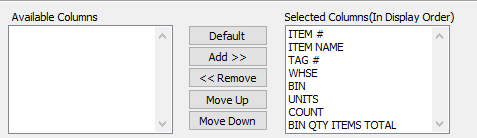 Available Columns
Selected Columns(In Display Order)
Default
Add >>
<< Remove
Move Up
Move Down
ITEM #
ITEM NAME
TAG #
WHSE
BIN
UNITS
COUNT
BIN QTY ITEMS TOTAL